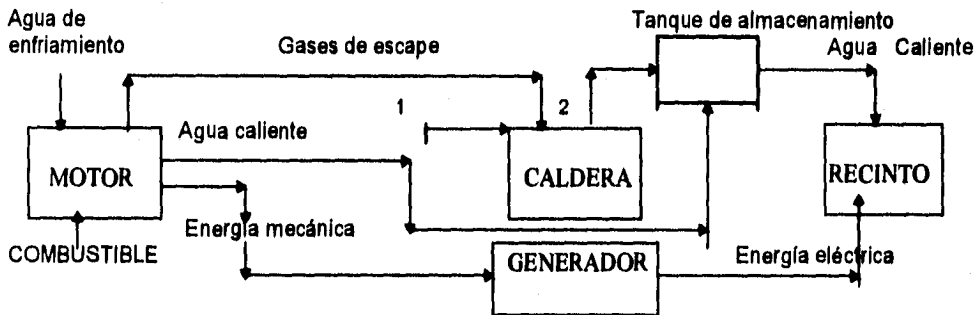 Agua de
enfriamiento
Gases de escape
Tanque de almacenamiento
Agua Caliente
1
2
Agua caliente
MOTOR
CALDERA
RECINTO
Energía mecánica
COMBUSTIBLE
GENERADOR
Energía eléctrica